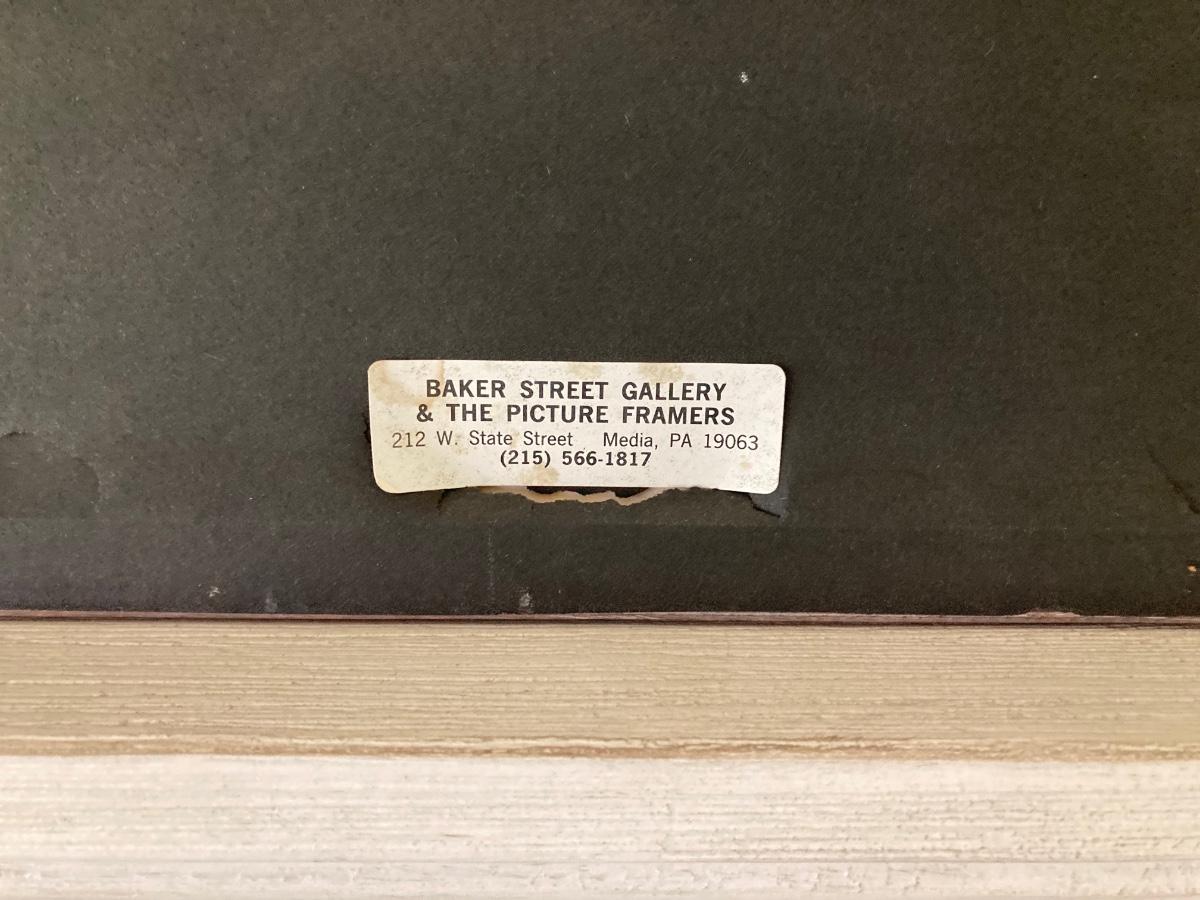 BAKER STREET GALLERY
& THE PICTURE FRAMERS
212 W. State Street Media, PA 19063
(215) 566-1817